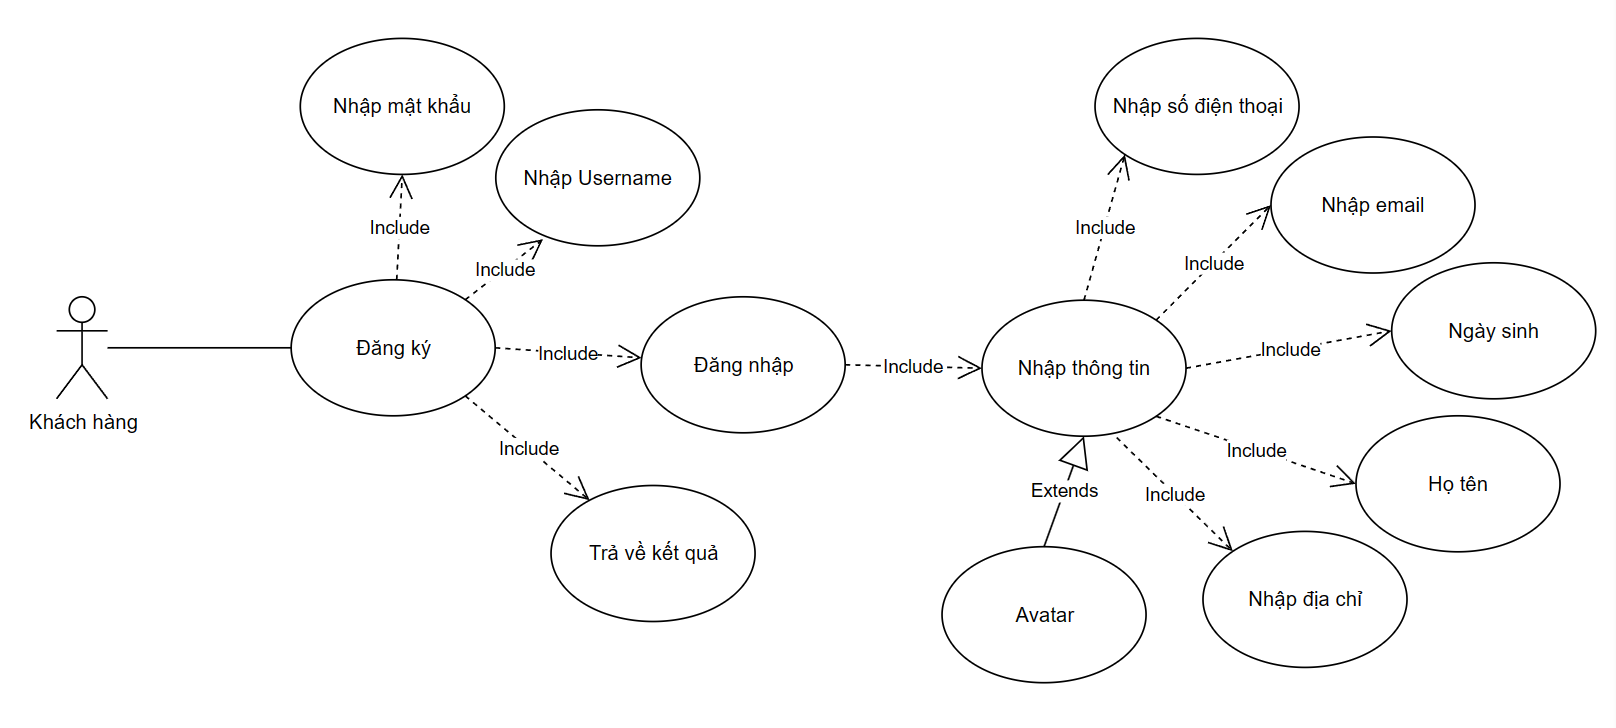 Nhập mật khẩu
Nhập Username
Include
Include
Khách hàng
Đăng ký
Include
Đăng nhập
Include
Include
Trả về kết quả
Nhập số điện thoại
Include
Nhập email
Include
Nhập thông tin
Include
Ngày sinh
Include
Họ tên
Extends
Include
Avatar
Nhập địa chỉ